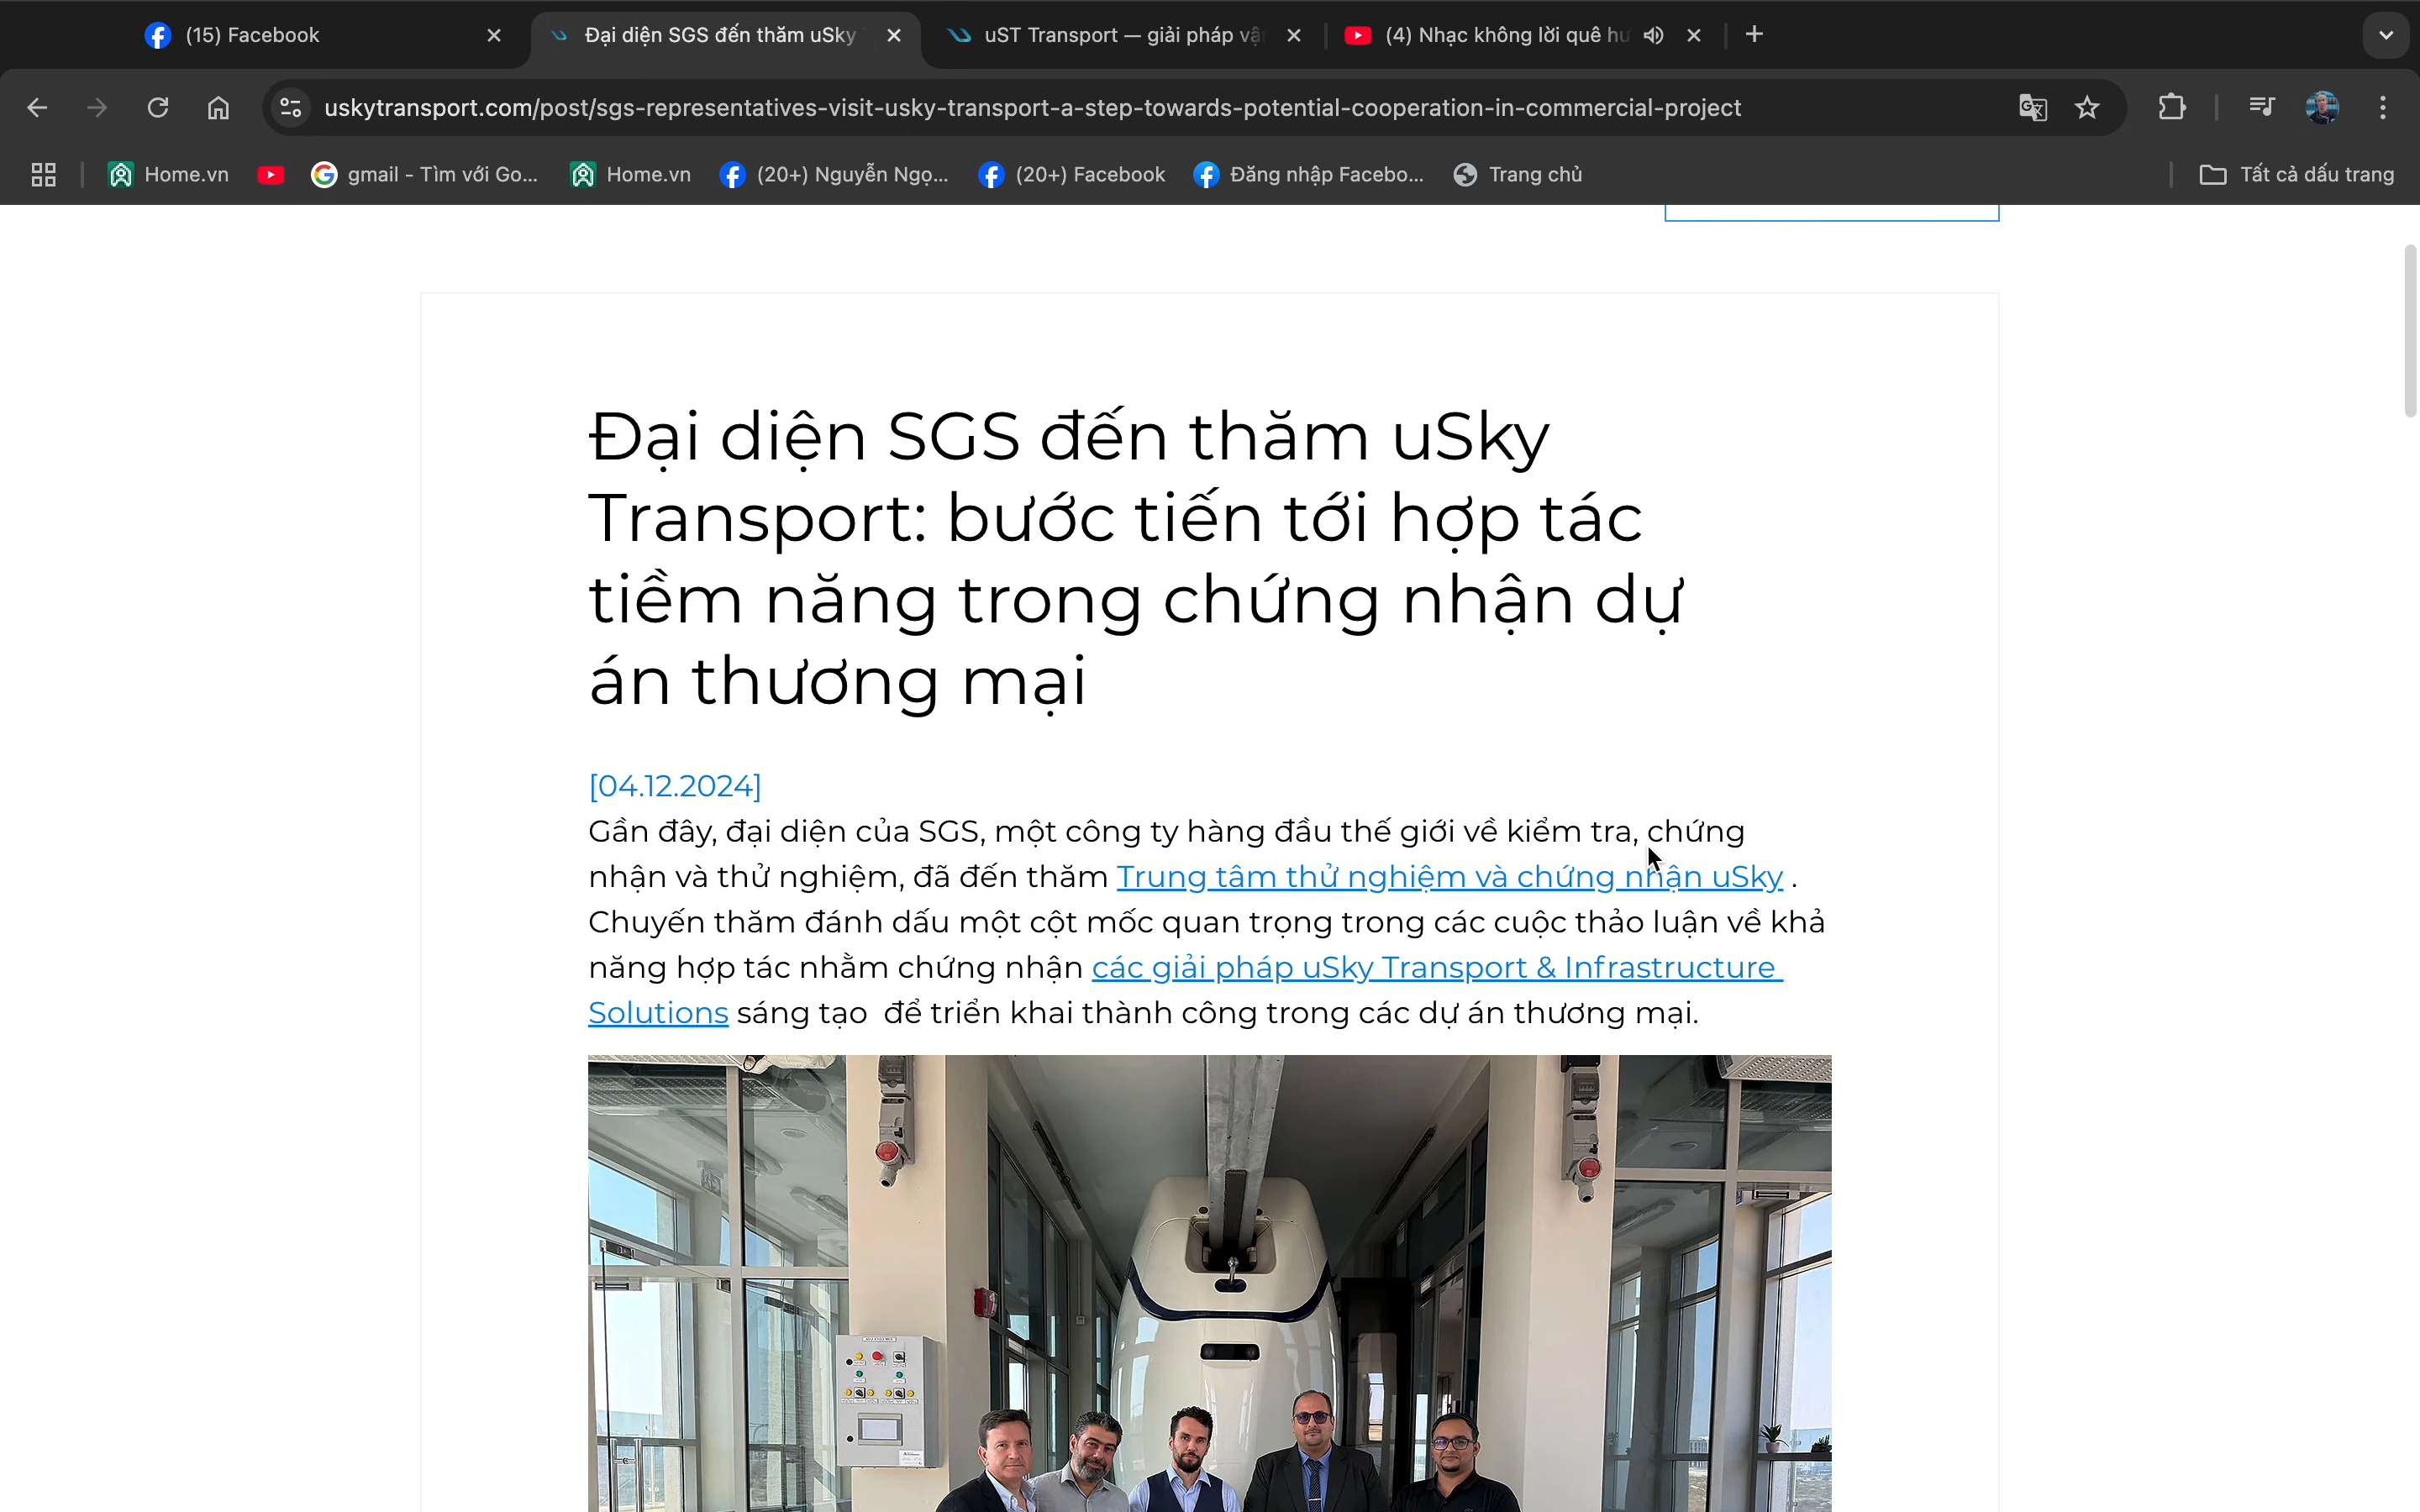 (15) Facebook
Đại diện SGS đến thăm uSky
uST Transport — giải pháp vậ
(4) Nhạc không lời quê hư
uskytransport.com/post/sgs-representatives-visit-usky-transport-a-step-towards-potential-cooperation-in-commercial-project
Home.vn
gmail - Tìm với Go...
Home.vn
(20+) Nguyễn Ngọ...
(20+) Facebook
Đăng nhập Facebo...
Trang chủ
Tất cả dấu trang
Đại diện SGS đến thăm uSky
Transport: bước tiến tới hợp tác
tiềm năng trong chứng nhận dự
án thương mại
[04.12.2024]
Gần đây, đại diện của SGS, một công ty hàng đầu thế giới về kiểm tra, chứng
nhận và thử nghiệm, đã đến thăm Trung tâm thử nghiệm và chứng nhận uSky .
Chuyến thăm đánh dấu một cột mốc quan trọng trong các cuộc thảo luận về khả
năng hợp tác nhằm chứng nhận các giải pháp uSky Transport & Infrastructure
Solutions sáng tạo để triển khai thành công trong các dự án thương mại.